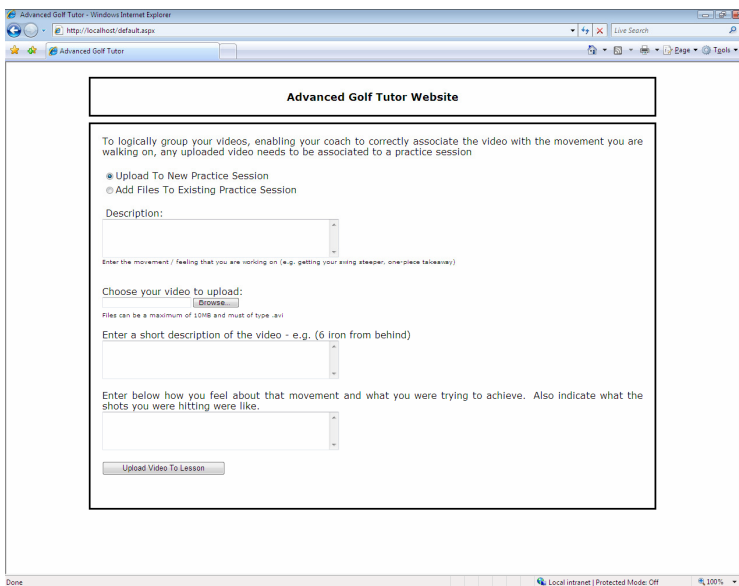 Advanced Golf Tutor - Windows Internet Explorer
http://localhost/default.aspx
Live Search
Advanced Golf Tutor
Page
Tools
Advanced Golf Tutor Website
To logically group your videos, enabling your coach to correctly associate the video with the movement you are
walking on, any uploaded video needs to be associated to a practice session
Upload To New Practice Session
Add Files To Existing Practice Session
Description:
Enter the movement / feeling that you are working on (e.g. getting your swing steeper, one-piece takeaway)
Choose your video to upload:
Browse...
Files can be a maximum of 10MB and must of type .avi
Enter a short description of the video - e.g. (6 iron from behind)
Enter below how you feel about that movement and what you were trying to achieve. Also indicate what the
shots you were hitting were like.
Upload Video To Lesson
Done
Local intranet | Protected Mode: Off
100%